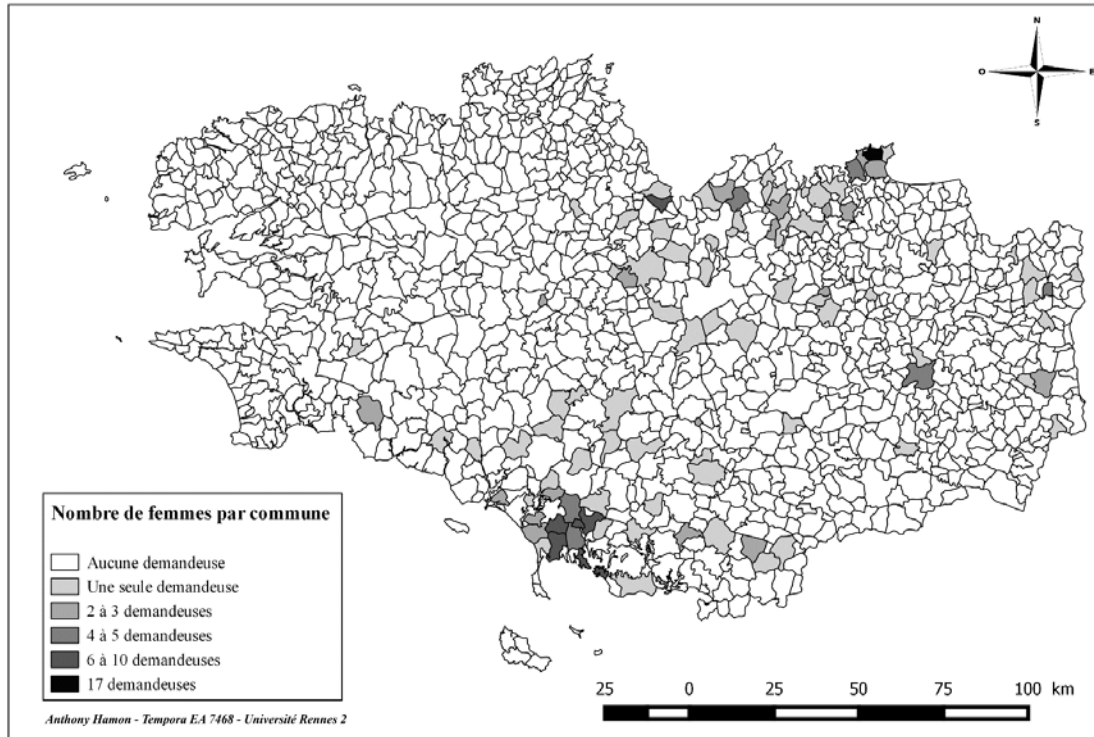 N
O E
S
Nombre de femmes par commune
Aucune demandeuse
Une seule demandeuse
2 à 3 demandeuses
4 à 5 demandeuses
6 à 10 demandeuses
17 demandeuses
25 0 25 50 75 100 km
Anthony Hamon - Tempora EA 7468 - Université Rennes 2